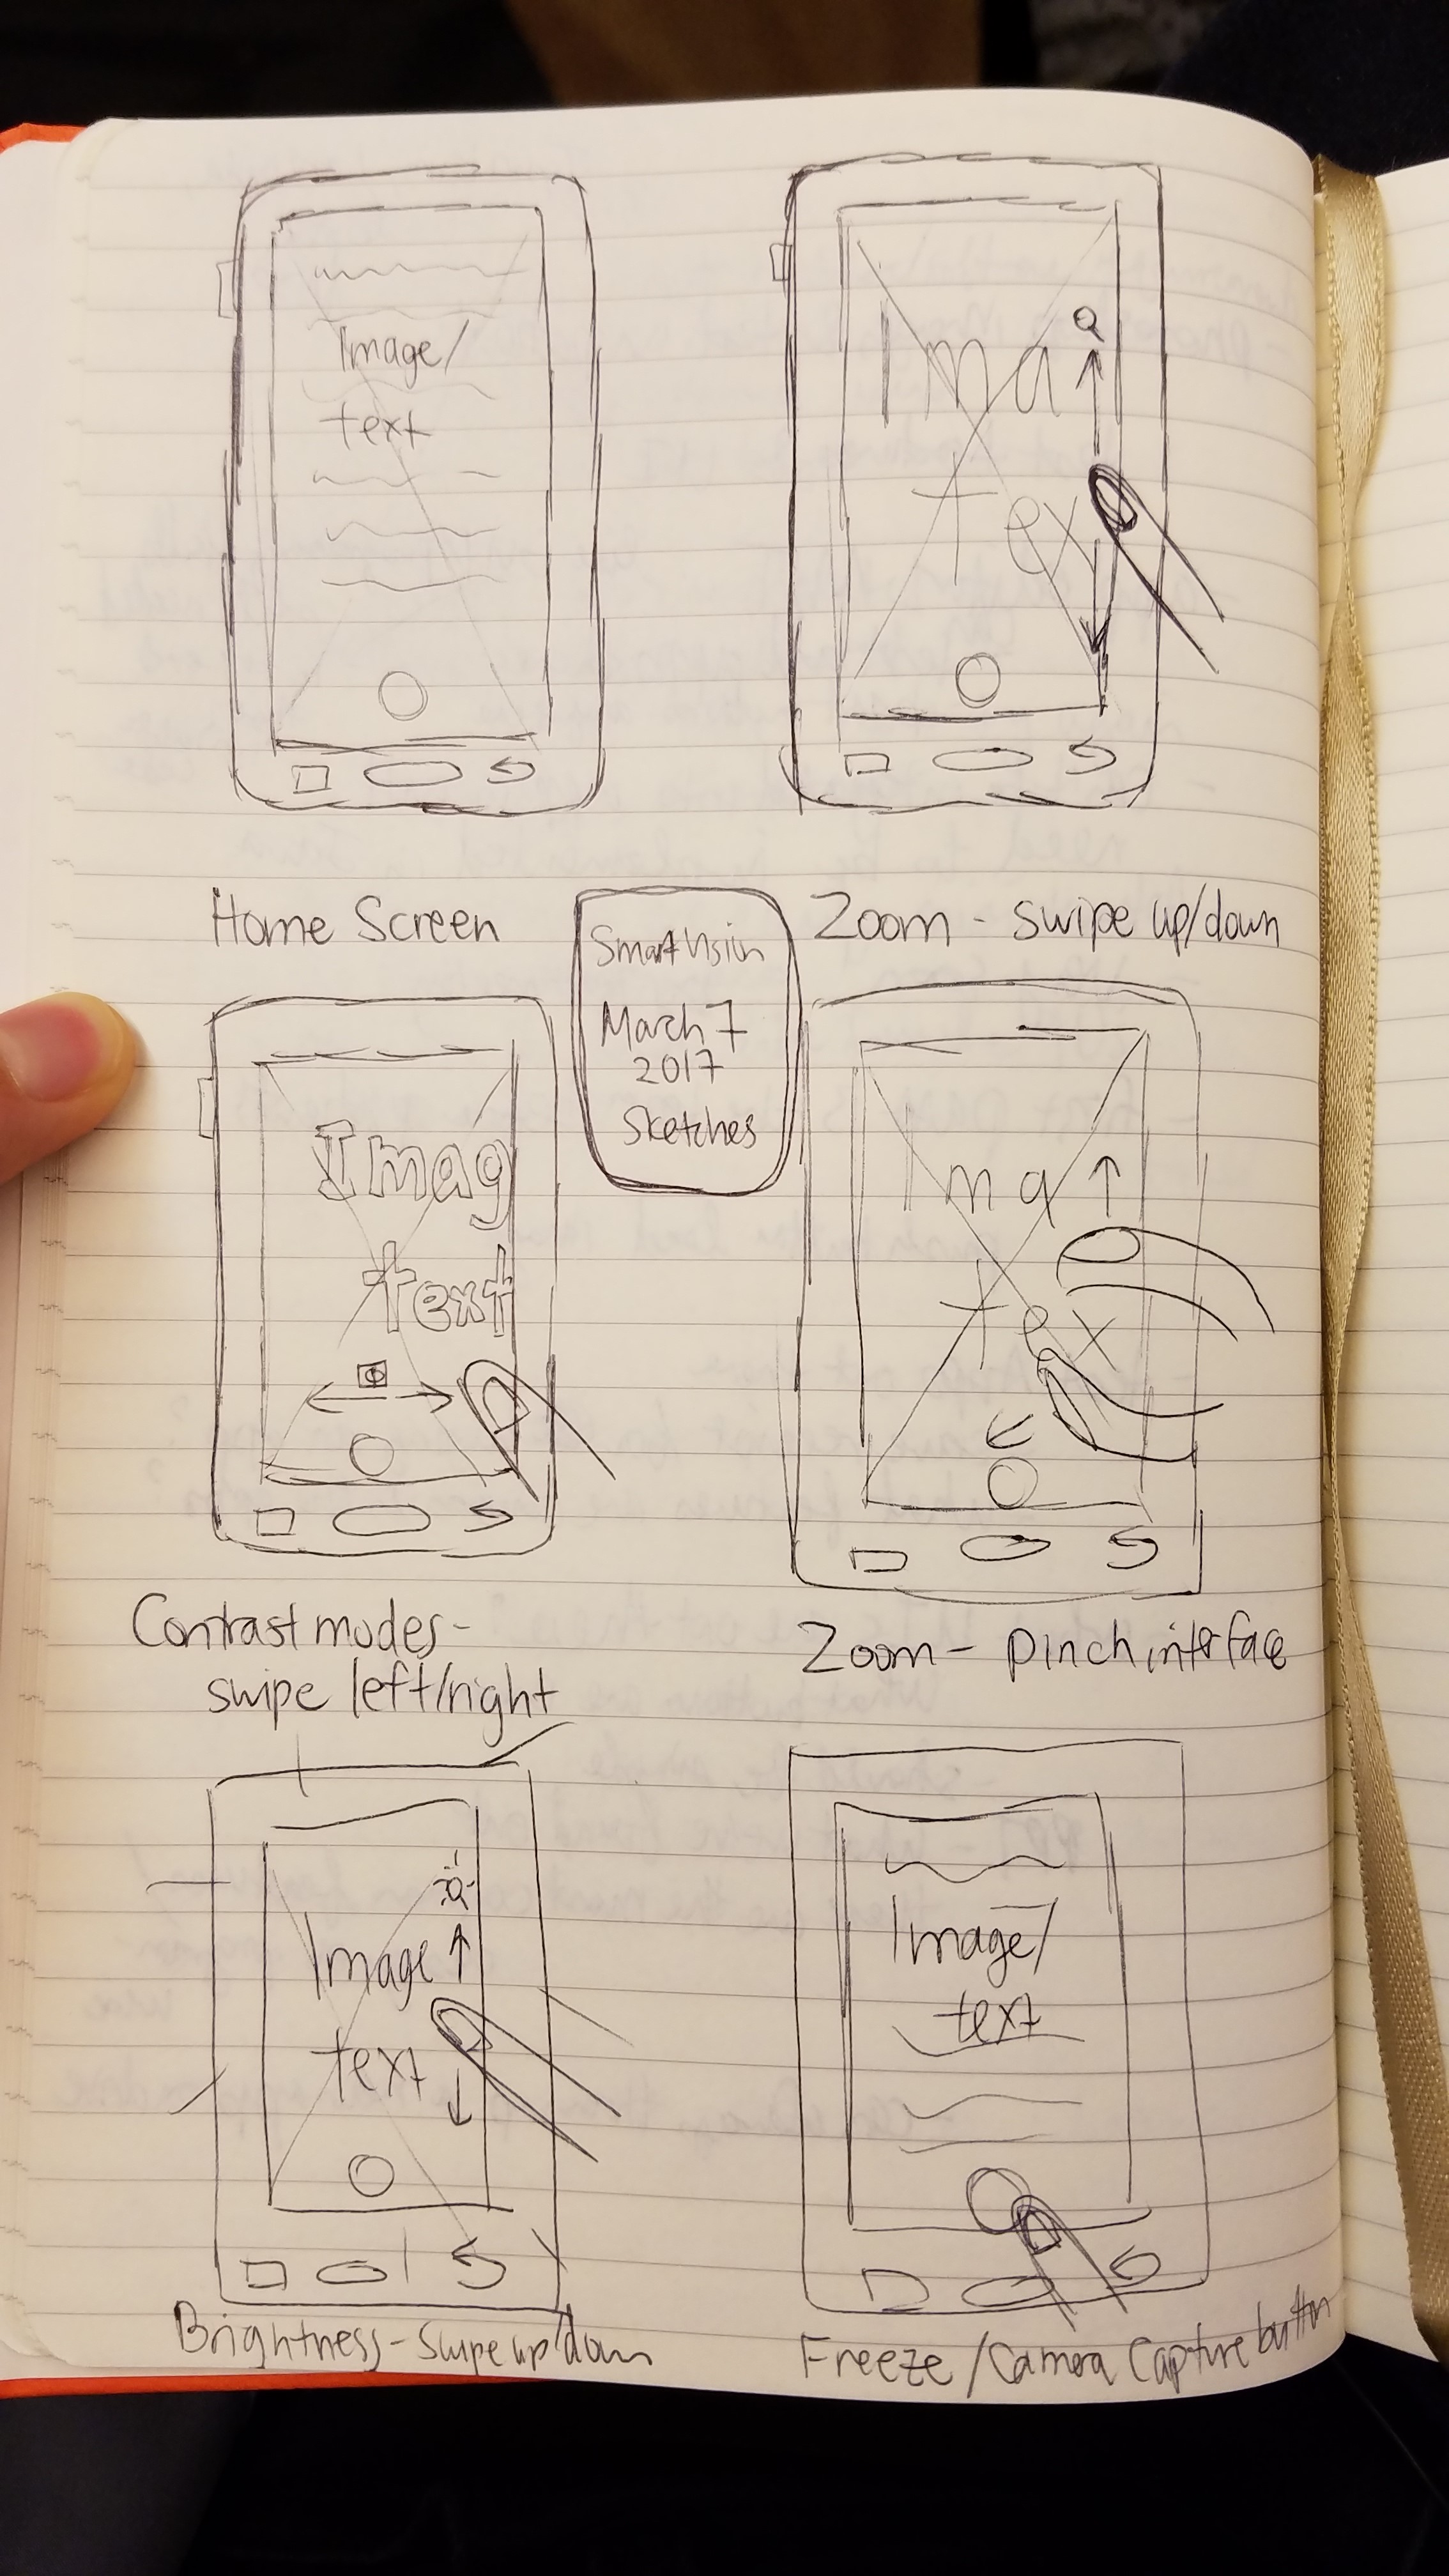 Image/
text
Ima
tex
Home Screen
Zoom - swipe up/down
Smart Vision
March 7
2017
Sketches
Imag
text
Ima
tex
Contrast modes -
swipe left/right
Zoom - pinch interface
Image
text
Image/
text
Brightness - swipe up/down
Freeze / Camera Capture button